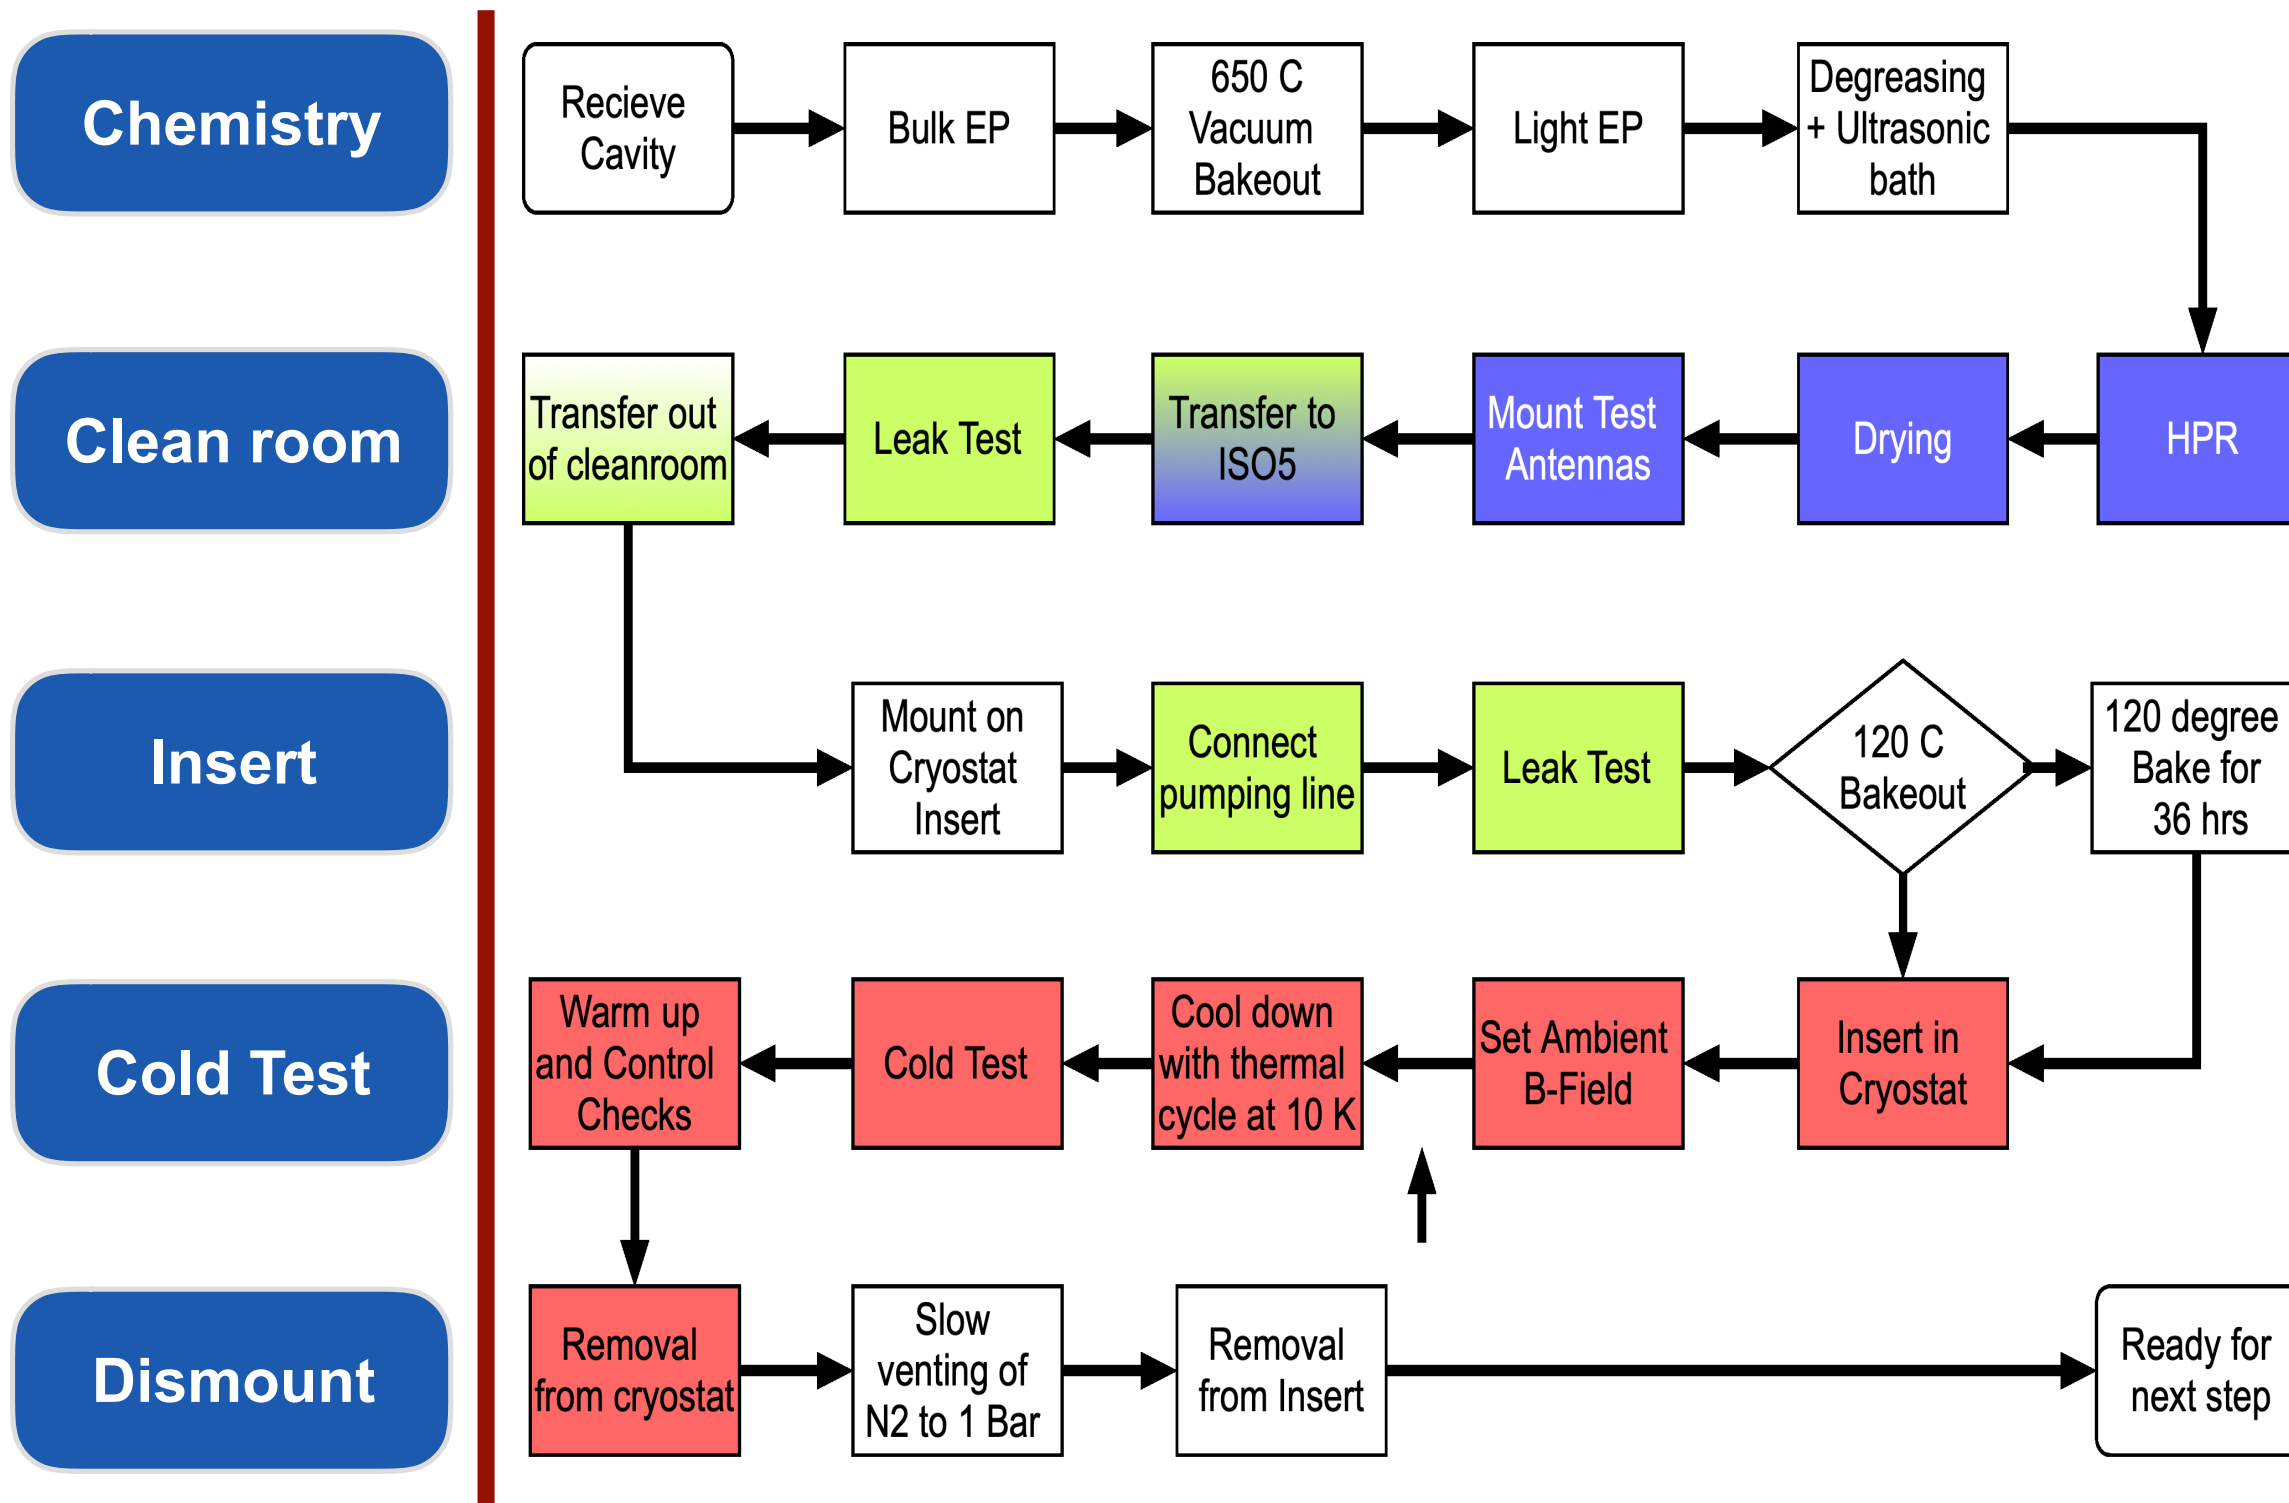 Chemistry
Recieve
Cavity
Bulk EP
650 C
Vacuum
Bakeout
Light EP
Degreasing
+ Ultrasonic
bath
Clean room
Transfer out
of cleanroom
Leak Test
Transfer to
ISO5
Mount Test
Antennas
Drying
HPR
Insert
Mount on
Cryostat
Insert
Connect
pumping line
Leak Test
120 C
Bakeout
120 degree
Bake for
36 hrs
Cold Test
Warm up
and Control
Checks
Cold Test
Cool down
with thermal
cycle at 10 K
Set Ambient
B-Field
Insert in
Cryostat
Dismount
Removal
from cryostat
Slow
venting of
N2 to 1 Bar
Removal
from Insert
Ready for
next step